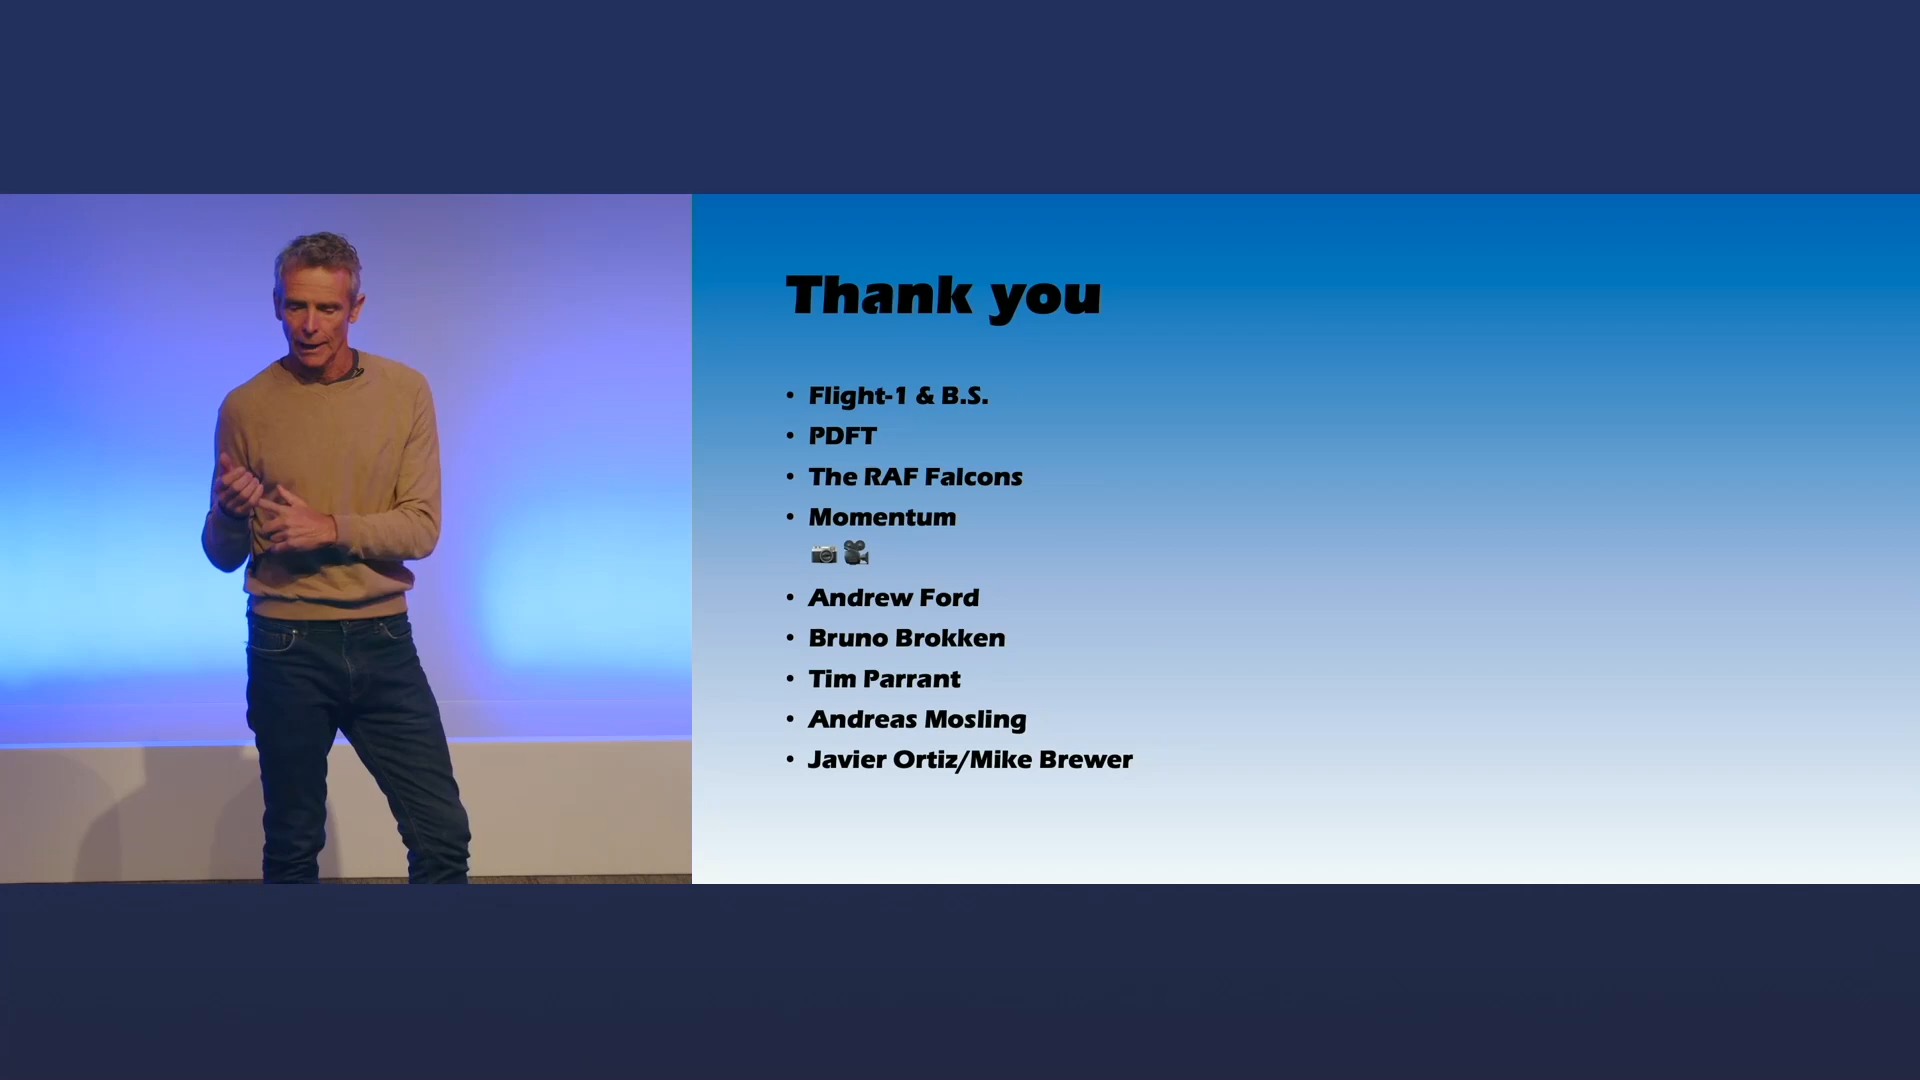 Thank you
• Flight-1 & B.S.
• PDFT
• The RAF Falcons
• Momentum
📷 🎥
• Andrew Ford
• Bruno Brokken
• Tim Parrant
• Andreas Mosling
• Javier Ortiz/Mike Brewer